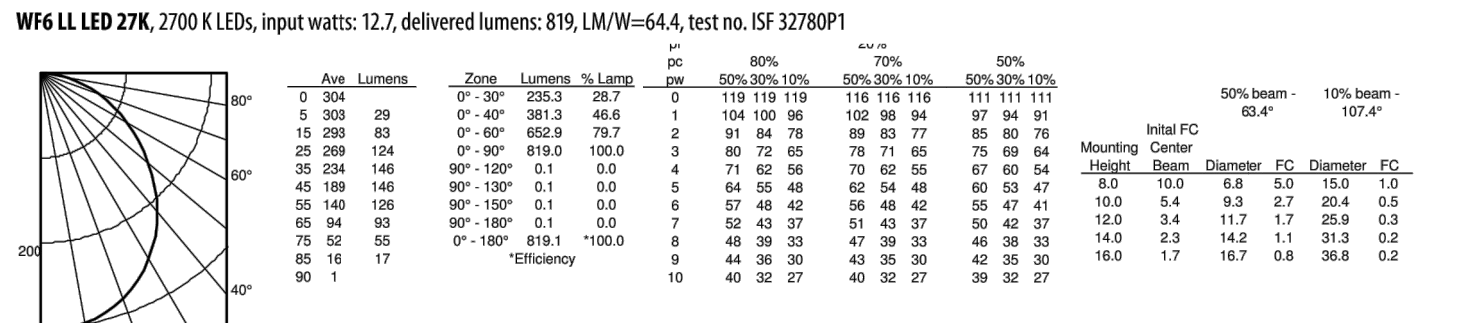 WF6 LL LED 27K, 2700 K LEDs, input watts: 12.7, delivered lumens: 819, LM/W=64.4, test no. ISF 32780P1
80°
60°
200
40°
Ave Lumens
0 304
5 303 29
15 293 83
25 269 124
35 234 146
45 189 146
55 140 126
65 94 93
75 52 55
85 16 17
90 1
Zone Lumens % Lamp
0° - 30° 235.3 28.7
0° - 40° 381.3 46.6
0° - 60° 652.9 79.7
0° - 90° 819.0 100.0
90° - 120° 0.1 0.0
90° - 130° 0.1 0.0
90° - 150° 0.1 0.0
90° - 180° 0.1 0.0
0° - 180° 819.1 *100.0
*Efficiency
pf 20%
pc 80% 70% 50%
pw 50% 30% 10% 50% 30% 10% 50% 30% 10%
0 119 119 119 116 116 116 111 111 111
1 104 100 96 102 98 94 97 94 91
2 91 84 78 89 83 77 85 80 76
3 80 72 65 78 71 65 75 69 64
4 71 62 56 70 62 55 67 60 54
5 64 55 48 62 54 48 60 53 47
6 57 48 42 56 48 42 55 47 41
7 52 43 37 51 43 37 50 42 37
8 48 39 33 47 39 33 46 38 33
9 44 36 30 43 35 30 42 35 30
10 40 32 27 40 32 27 39 32 27
50% beam - 10% beam -
63.4° 107.4°
Inital FC
Mounting Center
Height Beam Diameter FC Diameter FC
8.0 10.0 6.8 5.0 15.0 1.0
10.0 5.4 9.3 2.7 20.4 0.5
12.0 3.4 11.7 1.7 25.9 0.3
14.0 2.3 14.2 1.1 31.3 0.2
16.0 1.7 16.7 0.8 36.8 0.2